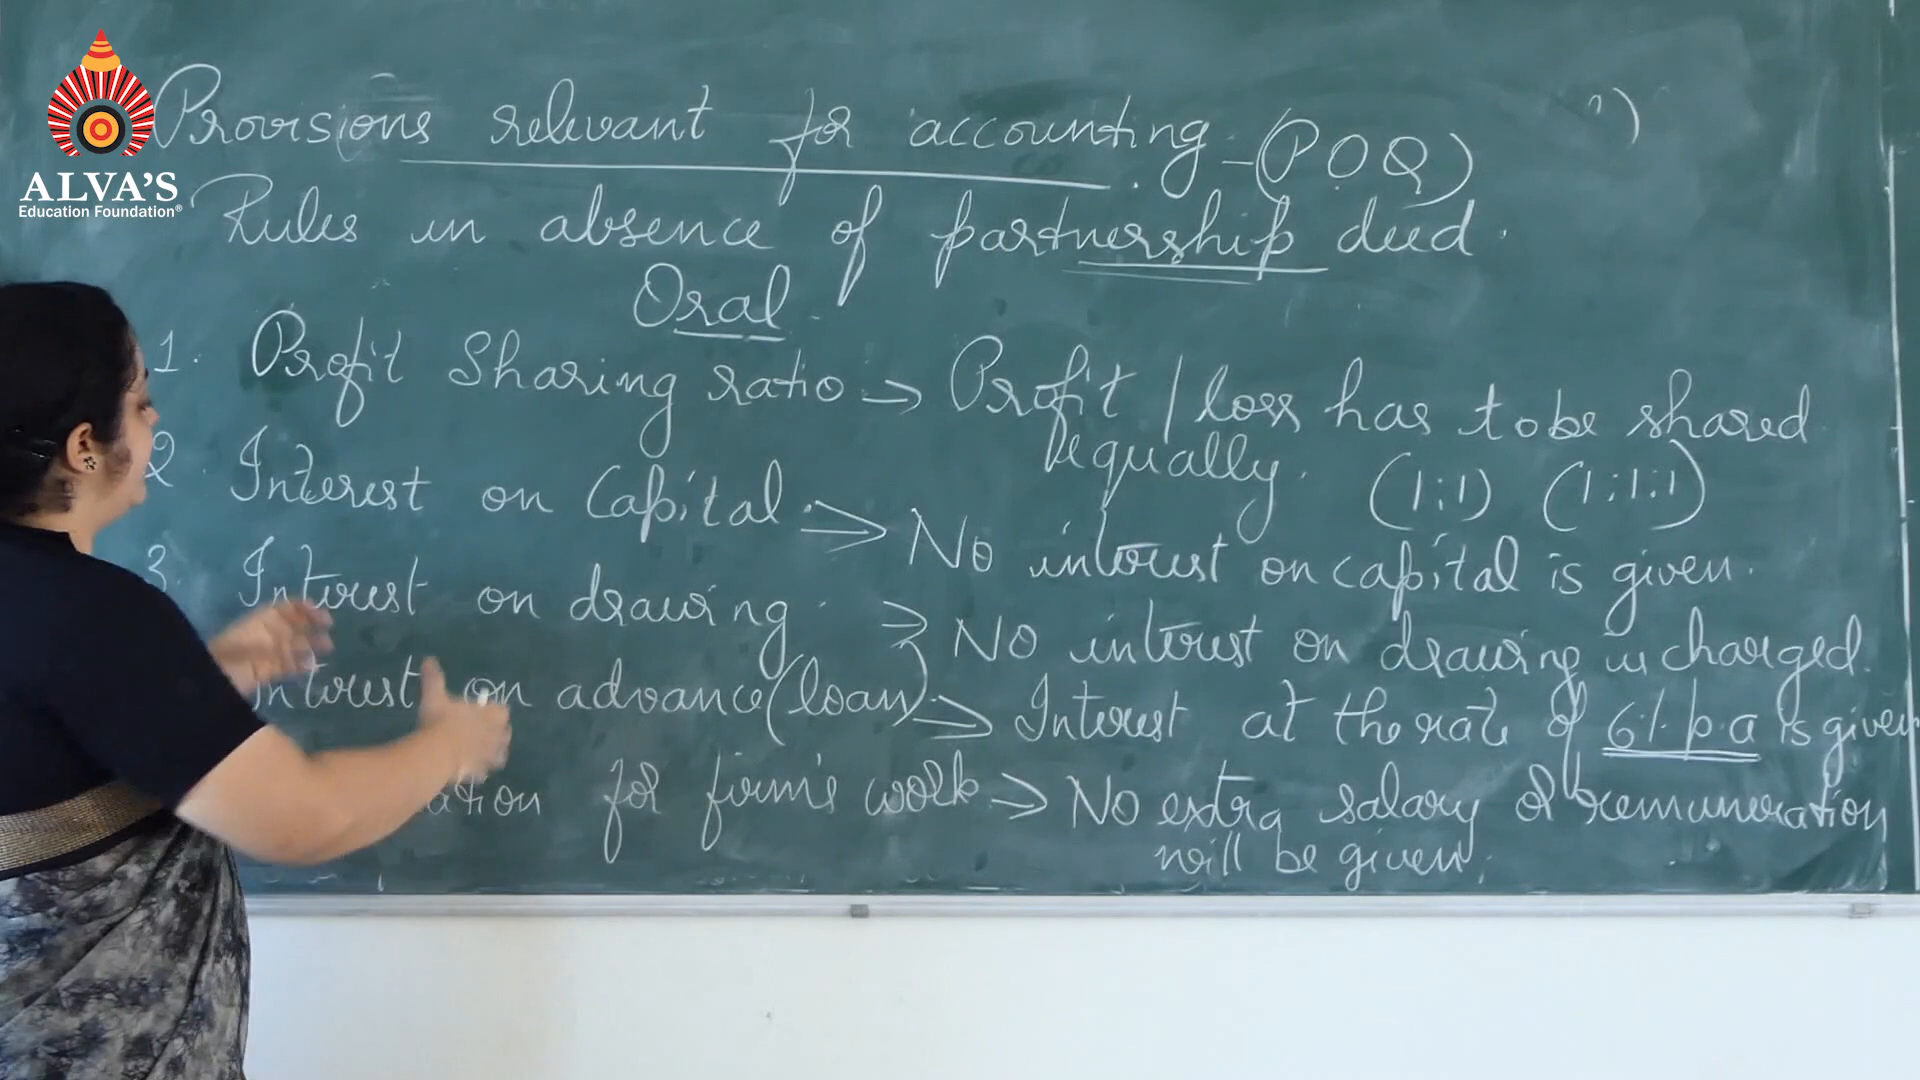 ALVA'S
Education Foundation®
Provisions relevant for accounting - (P.O.Q)
Rules in absence of partnership deed.
Oral
1. Profit Sharing ratio → Profit / loss has to be shared
equally. (1:1) (1:1:1)
2. Interest on Capital ⇒ No interest on capital is given.
3. Interest on drawing. ⇒ No interest on drawing is charged.
Interest on advance (loan) ⇒ Interest at the rate of 6% p.a is given
ation for firm's work → No extra salary or remuneration
will be given.